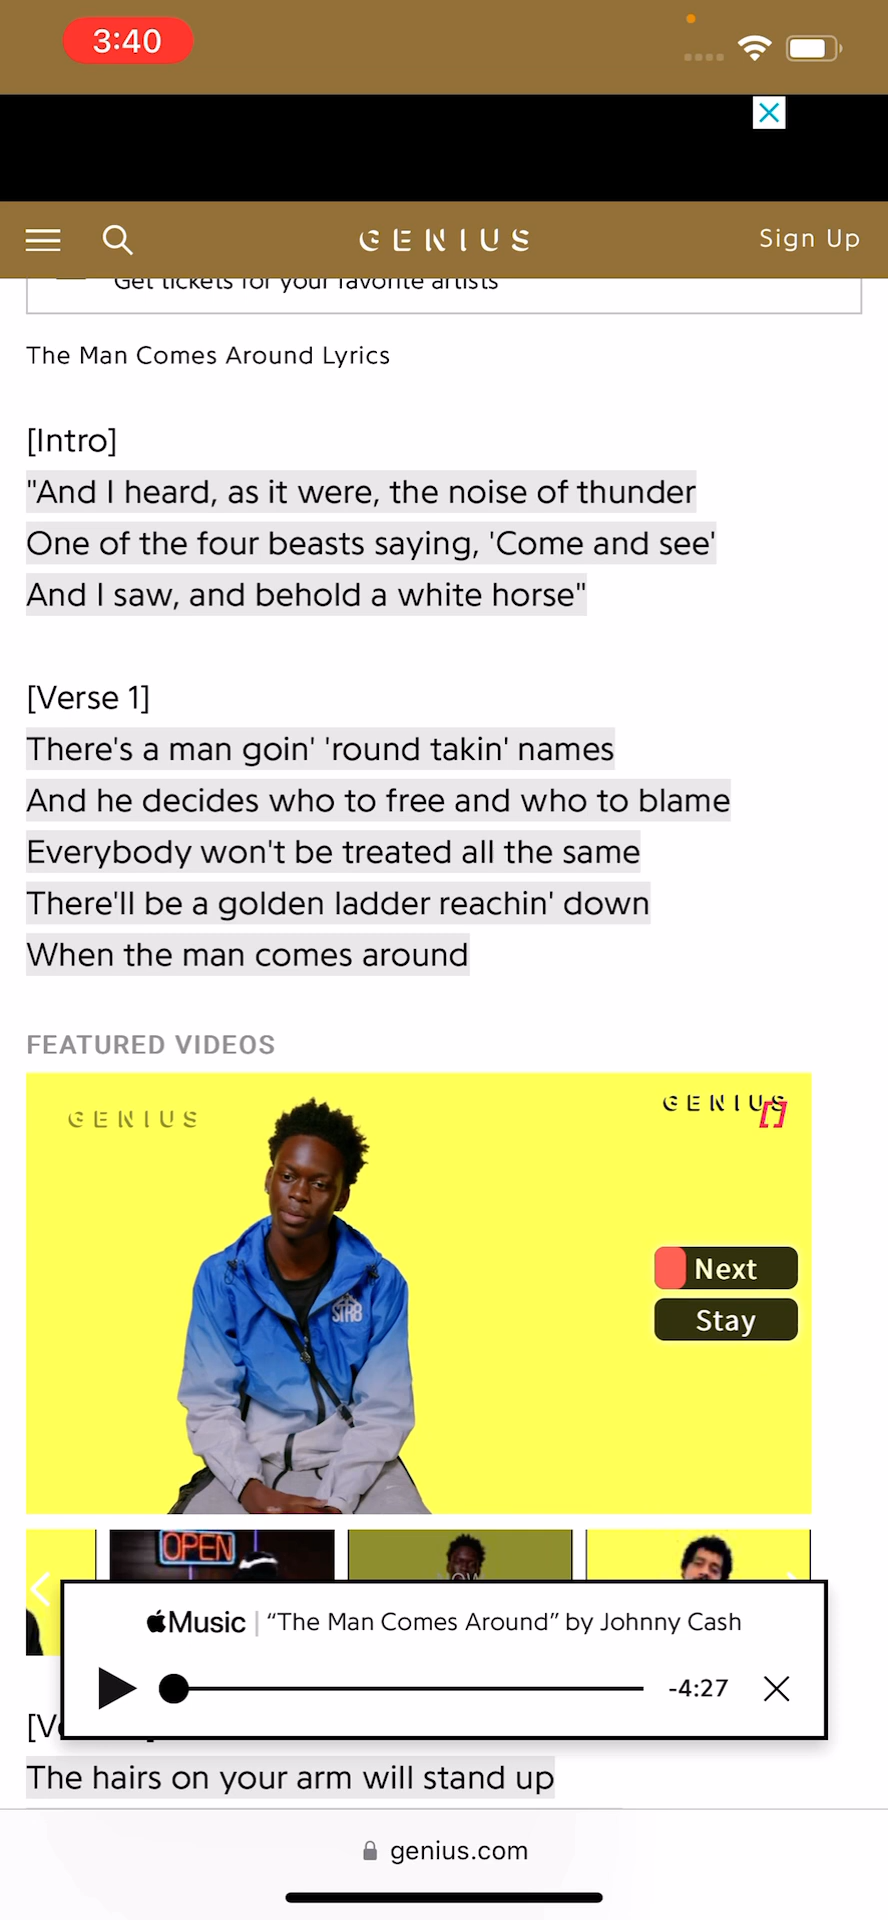 3:40
GENIUS
Sign Up
Get tickets for your favorite artists
The Man Comes Around Lyrics
[Intro]
"And I heard, as it were, the noise of thunder
One of the four beasts saying, 'Come and see'
And I saw, and behold a white horse"
[Verse 1]
There's a man goin' 'round takin' names
And he decides who to free and who to blame
Everybody won't be treated all the same
There'll be a golden ladder reachin' down
When the man comes around
FEATURED VIDEOS
GENIUS
GENIUS
[]
STR8
Next
Stay
OPEN
Music | “The Man Comes Around” by Johnny Cash
-4:27
The hairs on your arm will stand up
genius.com